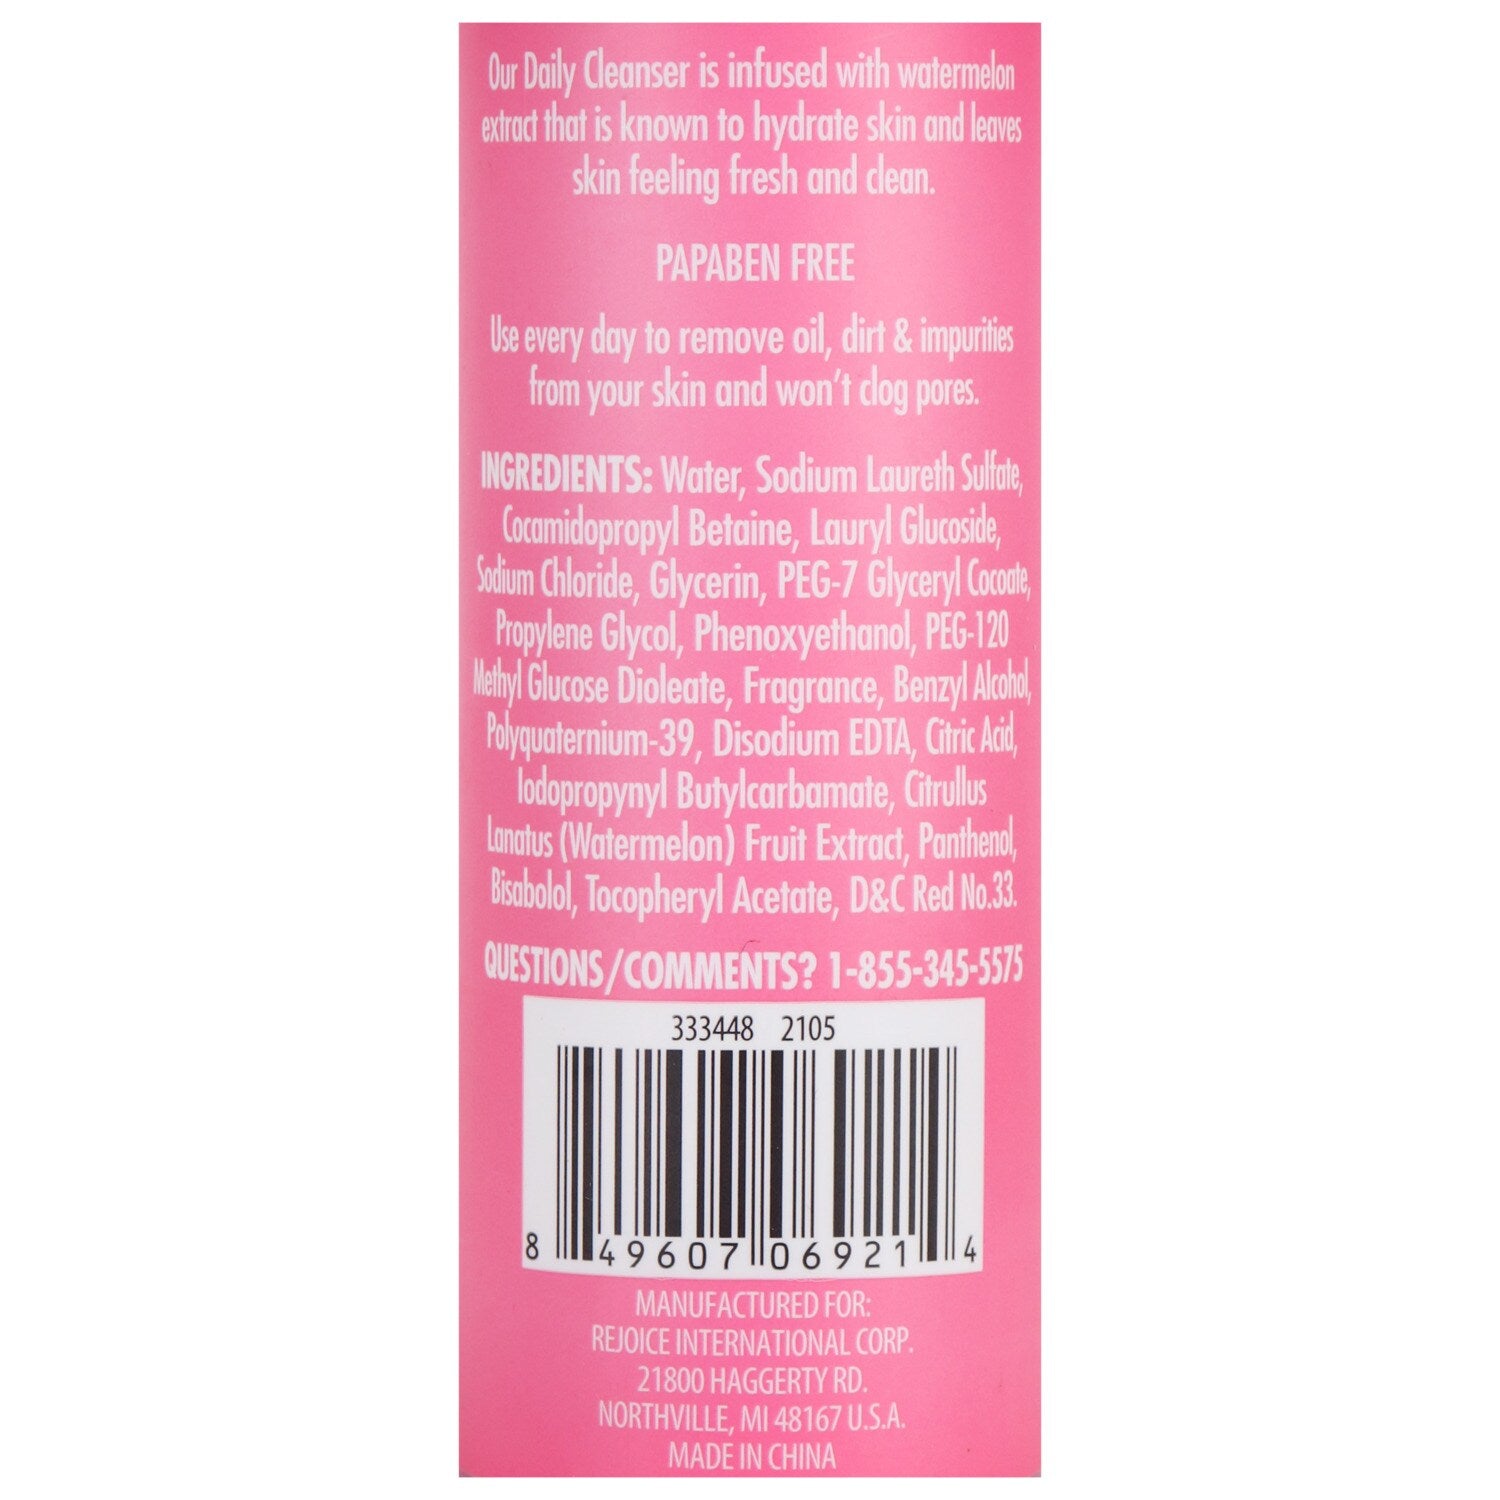 Our Daily Cleanser is infused with watermelon
extract that is known to hydrate skin and leaves
skin feeling fresh and clean.
PAPABEN FREE
Use every day to remove oil, dirt & impurities
from your skin and won't clog pores.
INGREDIENTS: Water, Sodium Laureth Sulfate,
Cocamidopropyl Betaine, Lauryl Glucoside,
Sodium Chloride, Glycerin, PEG-7 Glyceryl Cocoate,
Propylene Glycol, Phenoxyethanol, PEG-120
Methyl Glucose Dioleate, Fragrance, Benzyl Alcohol,
Polyquaternium-39, Disodium EDTA, Citric Acid,
Iodopropynyl Butylcarbamate, Citrullus
Lanatus (Watermelon) Fruit Extract, Panthenol,
Bisabolol, Tocopheryl Acetate, D&C Red No.33.
QUESTIONS/COMMENTS? 1-855-345-5575
333448 2105
8 49607 06921 4
MANUFACTURED FOR:
REJOICE INTERNATIONAL CORP.
21800 HAGGERTY RD.
NORTHVILLE, MI 48167 U.S.A.
MADE IN CHINA